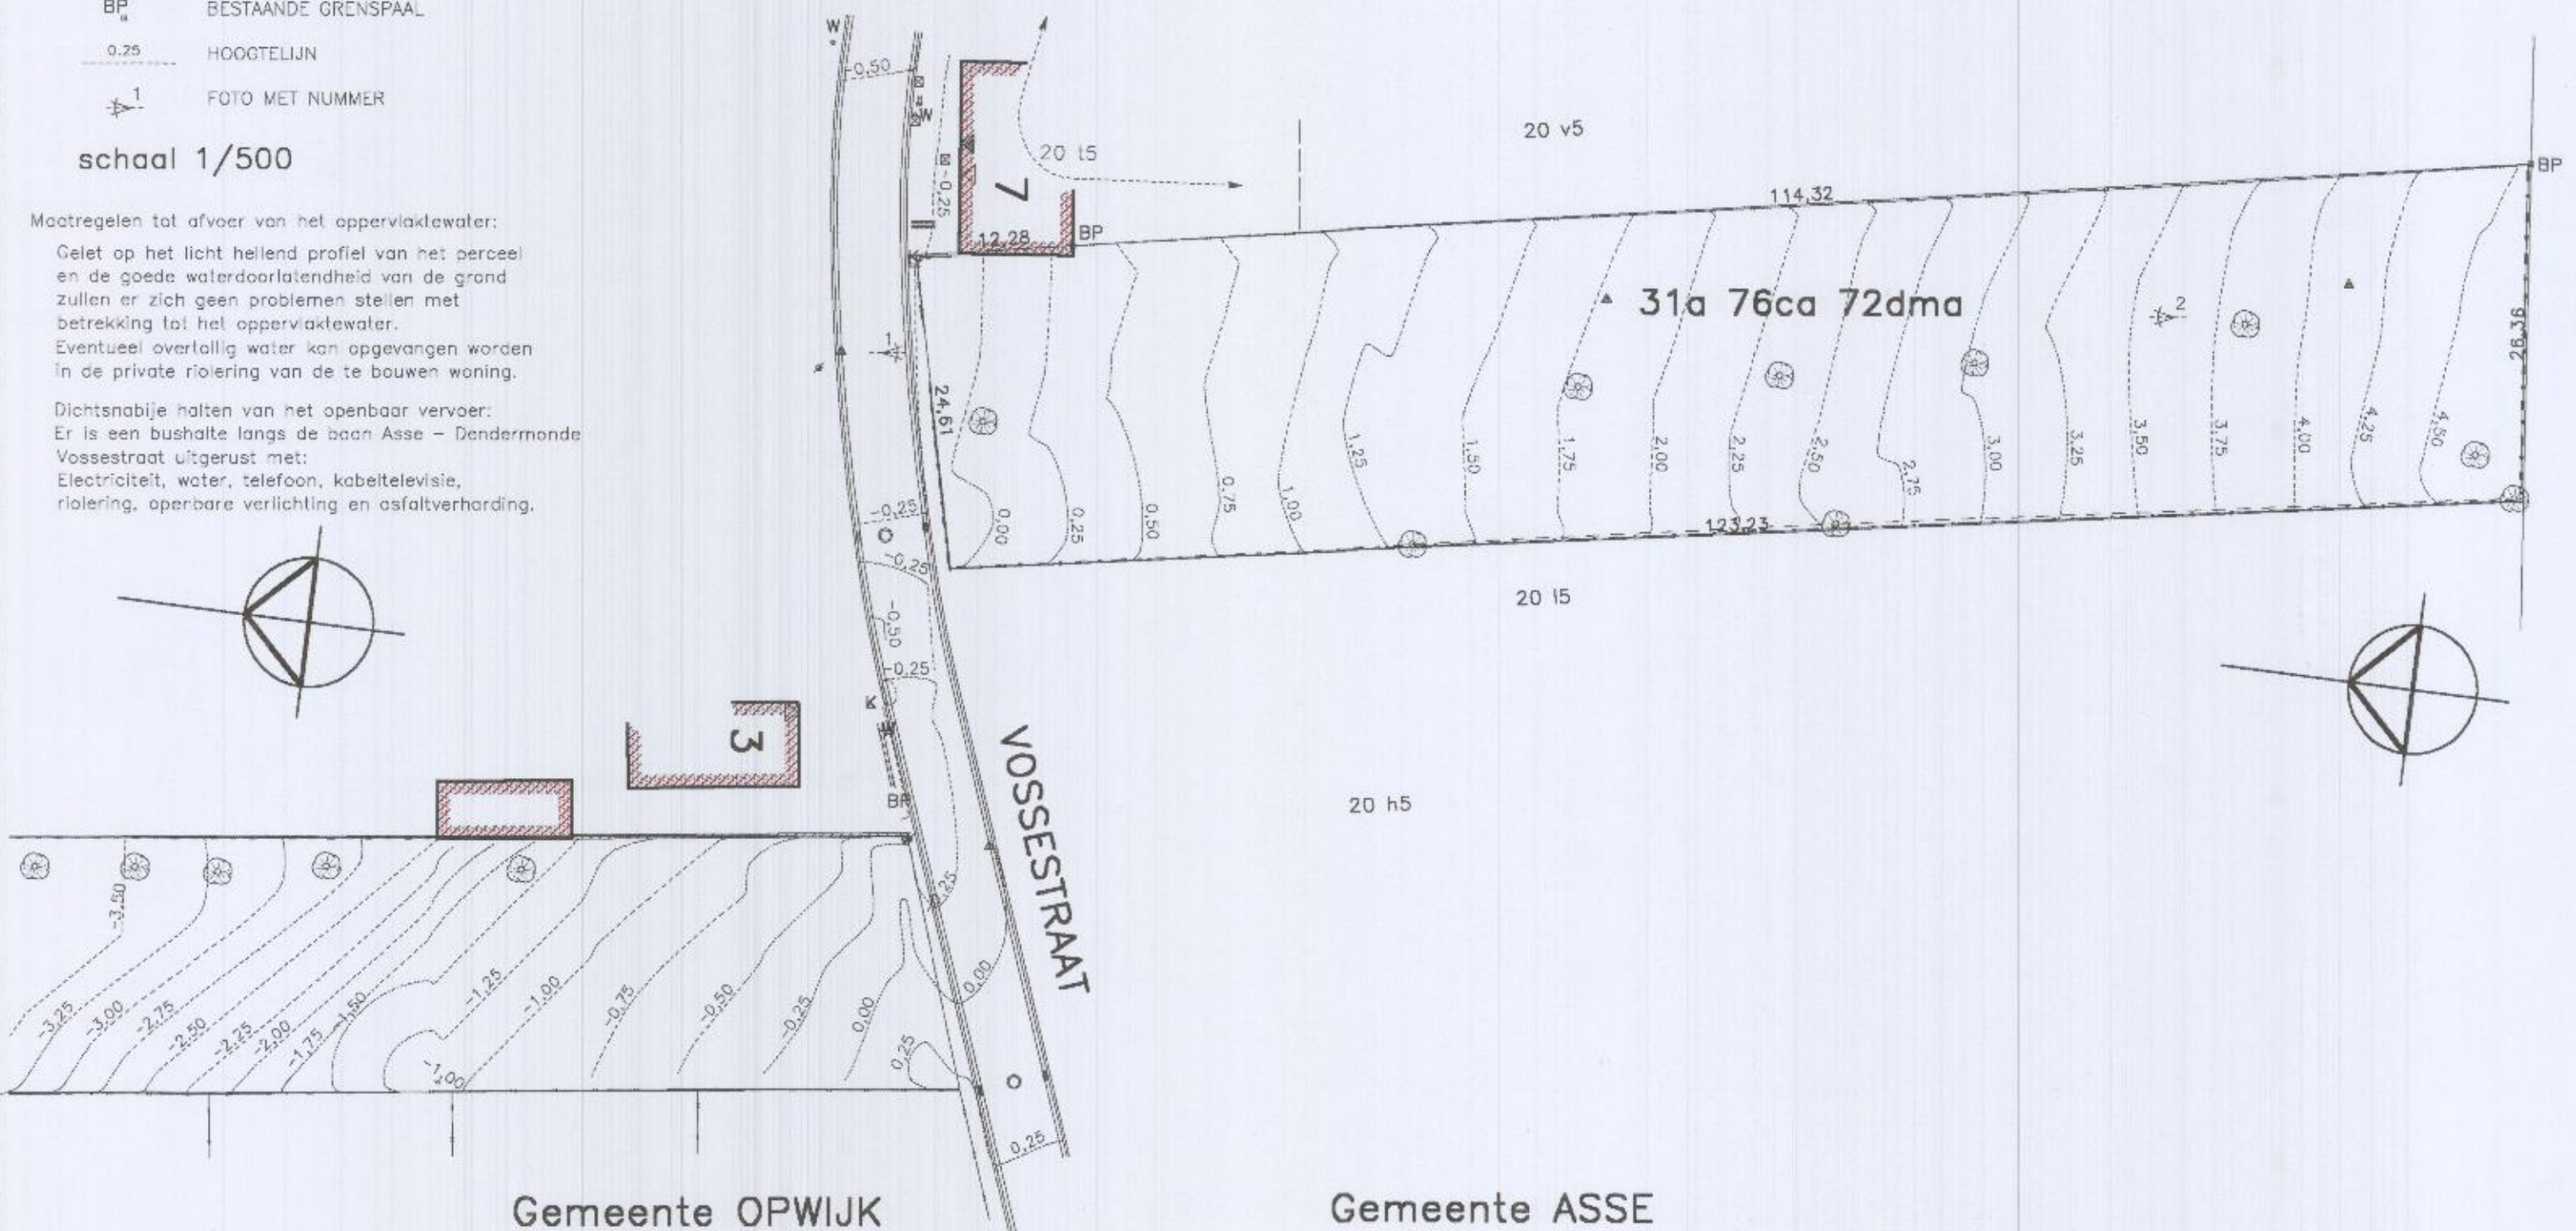 BP BESTAANDE GRENSPAAL
0.25 HOOGTELIJN
1 FOTO MET NUMMER
schaal 1/500
Maatregelen tot afvoer van het oppervlaktewater:
Gelet op het licht hellend profiel van het perceel
en de goede waterdoorlatendheid van de grond
zullen er zich geen problemen stellen met
betrekking tot het oppervlaktewater.
Eventueel overtollig water kan opgevangen worden
in de private riolering van de te bouwen woning.
Dichtsnabije halten van het openbaar vervoer:
Er is een bushalte langs de baan Asse - Dendermonde
Vossestraat uitgerust met:
Electriciteit, water, telefoon, kabeltelevisie,
riolering, openbare verlichting en asfaltverharding.
W
-0,50
W
-0,25
7
20 t5
20 v5
12,28
BP
114,32
BP
31a 76ca 72dma
2
26,36
1
24,61
0,00
0,25
0,50
0,75
1,00
1,25
1,50
1,75
2,00
2,25
2,50
2,75
3,00
3,25
3,50
3,75
4,00
4,25
4,50
123,23
K
-0,25
-0,25
-0,50
-0,25
20 l5
K
W
3
BP
VOSSESTRAAT
20 h5
-3,50
-3,25
-3,00
-2,75
-2,50
-2,25
-2,00
-1,75
-1,50
-1,25
-1,00
-1,00
-0,75
-0,50
-0,25
0,00
0,25
0,00
0,25
Gemeente OPWIJK
Gemeente ASSE